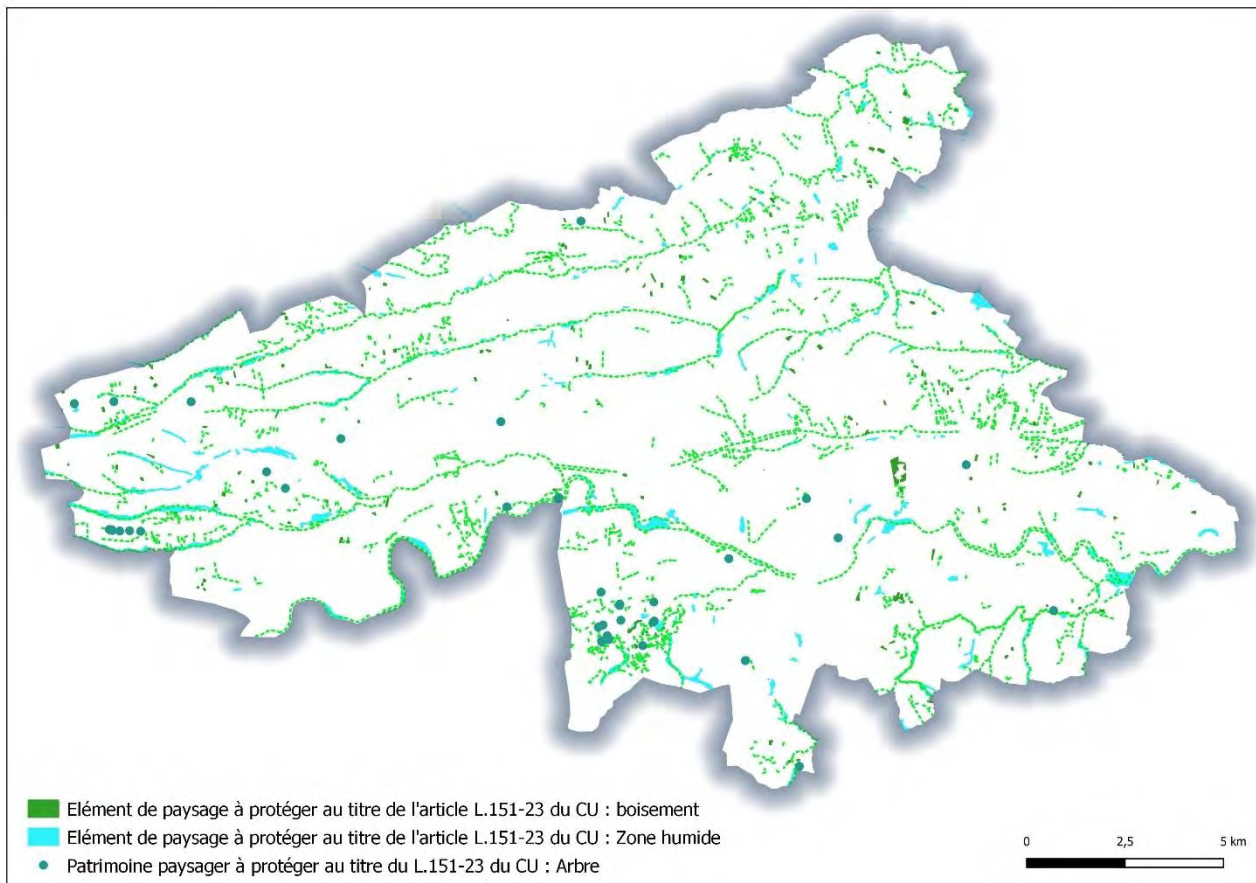 Elément de paysage à protéger au titre de l'article L.151-23 du CU : boisement
Elément de paysage à protéger au titre de l'article L.151-23 du CU : Zone humide
Patrimoine paysager à protéger au titre du L.151-23 du CU : Arbre
0 2,5 5 km